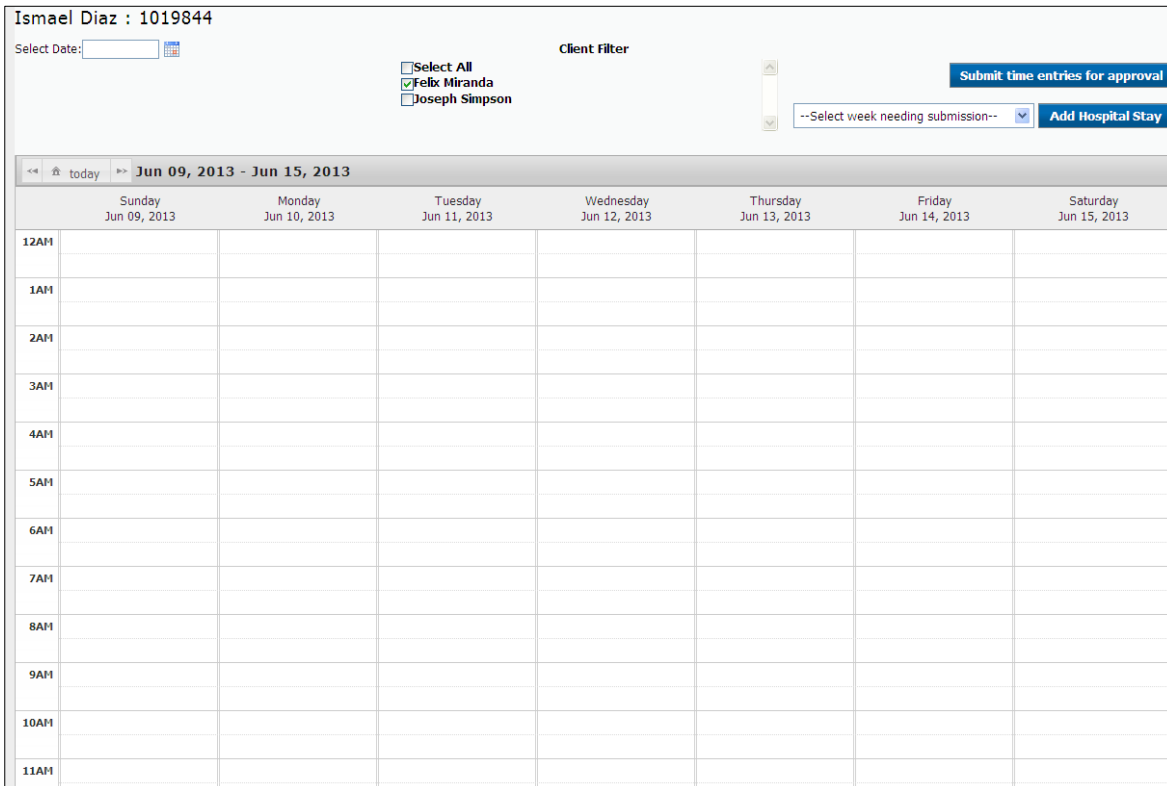 Ismael Diaz : 1019844
Select Date:
Client Filter
Select All
Felix Miranda
Joseph Simpson
Submit time entries for approval
--Select week needing submission--
Add Hospital Stay
today Jun 09, 2013 - Jun 15, 2013
Sunday Monday Tuesday Wednesday Thursday Friday Saturday
Jun 09, 2013 Jun 10, 2013 Jun 11, 2013 Jun 12, 2013 Jun 13, 2013 Jun 14, 2013 Jun 15, 2013
12AM
1AM
2AM
3AM
4AM
5AM
6AM
7AM
8AM
9AM
10AM
11AM